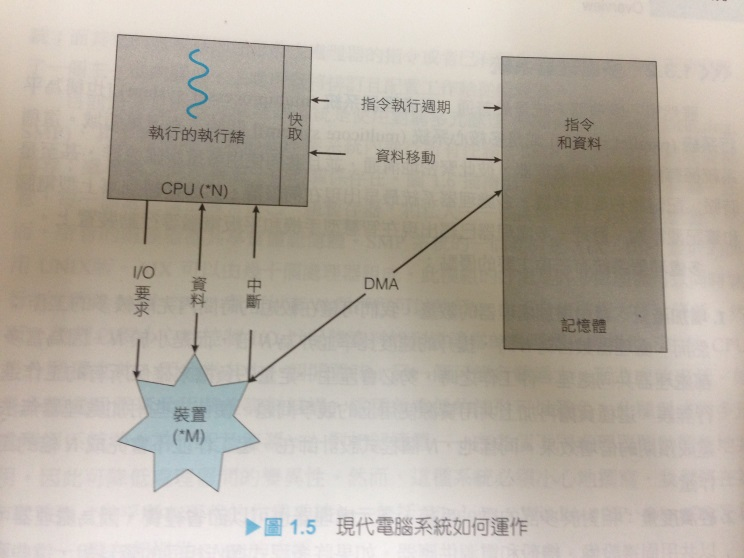 執行的執行緒
快取
CPU (*N)
指令執行週期
資料移動
指令
和資料
記憶體
I/O
要求
資料
中斷
DMA
裝置
(*M)
▶圖 1.5 現代電腦系統如何運作